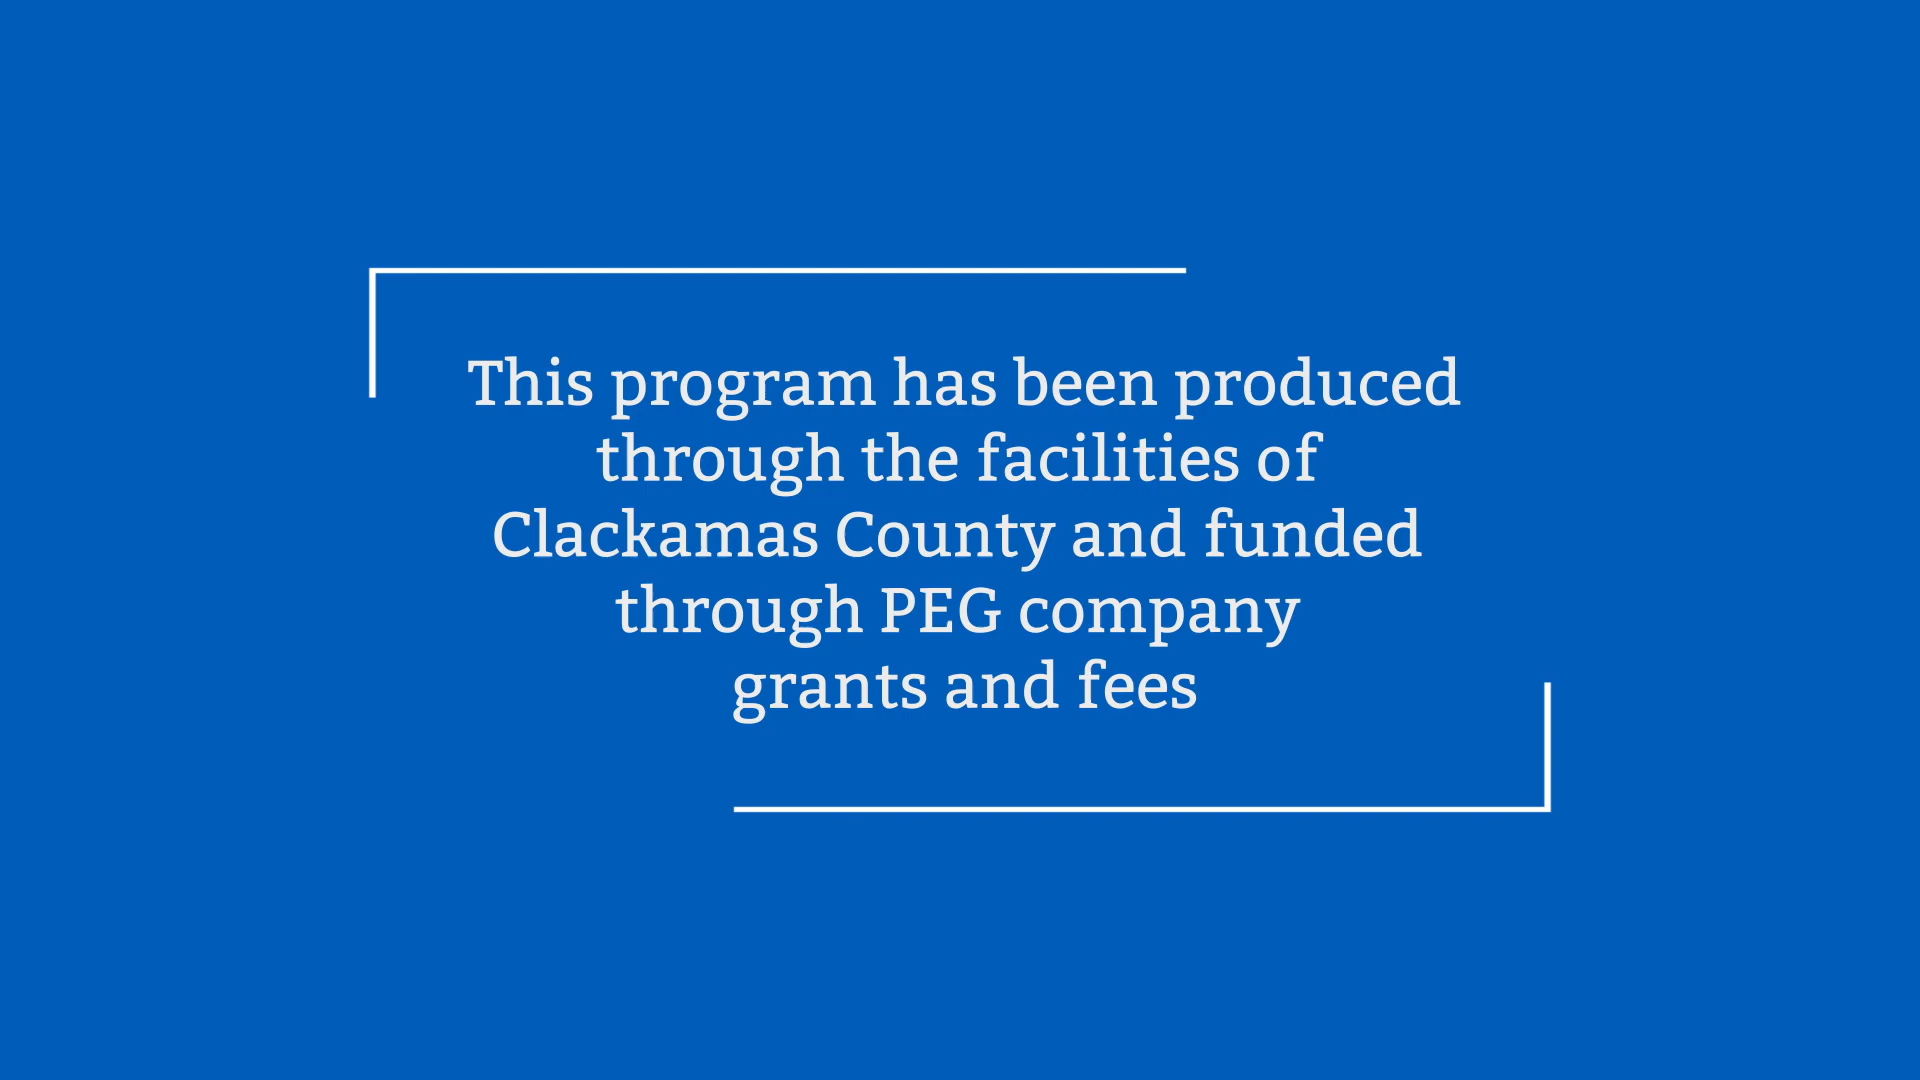 This program has been produced
through the facilities of
Clackamas County and funded
through PEG company
grants and fees